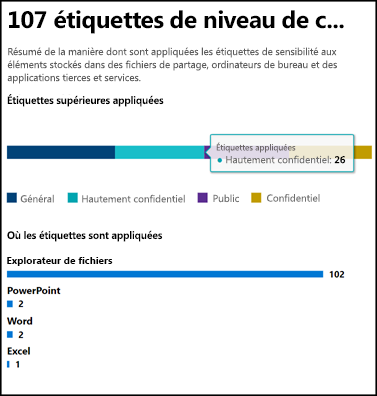 107 étiquettes de niveau de c...
Résumé de la manière dont sont appliquées les étiquettes de sensibilité aux
éléments stockés dans des fichiers de partage, ordinateurs de bureau et des
applications tierces et services.
Étiquettes supérieures appliquées
Étiquettes appliquées
Hautement confidentiel: 26
Général
Hautement confidentiel
Public
Confidentiel
Où les étiquettes sont appliquées
Explorateur de fichiers
102
PowerPoint
2
Word
2
Excel
1